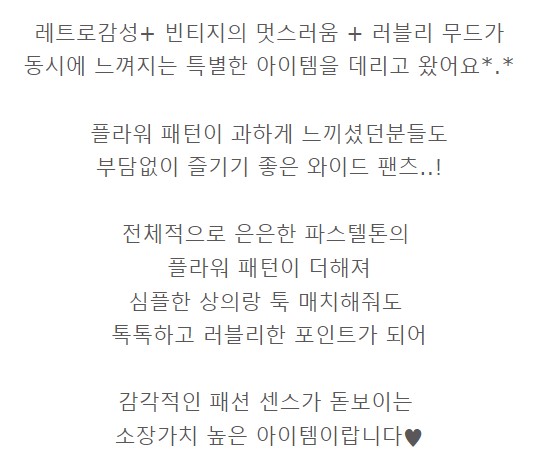 레트로감성+ 빈티지의 멋스러움 + 러블리 무드가
동시에 느껴지는 특별한 아이템을 데리고 왔어요*.*
플라워 패턴이 과하게 느끼셨던분들도
부담없이 즐기기 좋은 와이드 팬츠..!
전체적으로 은은한 파스텔톤의
플라워 패턴이 더해져
심플한 상의랑 툭 매치해줘도
톡톡하고 러블리한 포인트가 되어
감각적인 패션 센스가 돋보이는
소장가치 높은 아이템이랍니다♥